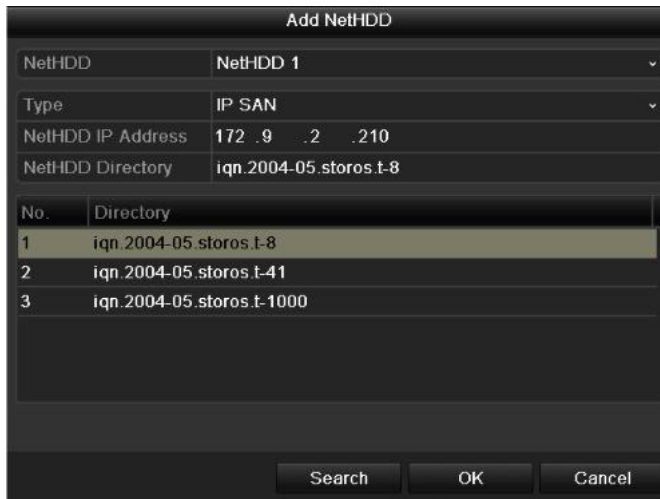 Add NetHDD
NetHDD NetHDD 1
Type IP SAN
NetHDD IP Address 172 .9 .2 .210
NetHDD Directory iqn.2004-05.storos.t-8
No. Directory
1 iqn.2004-05.storos.t-8
2 iqn.2004-05.storos.t-41
3 iqn.2004-05.storos.t-1000
Search OK Cancel